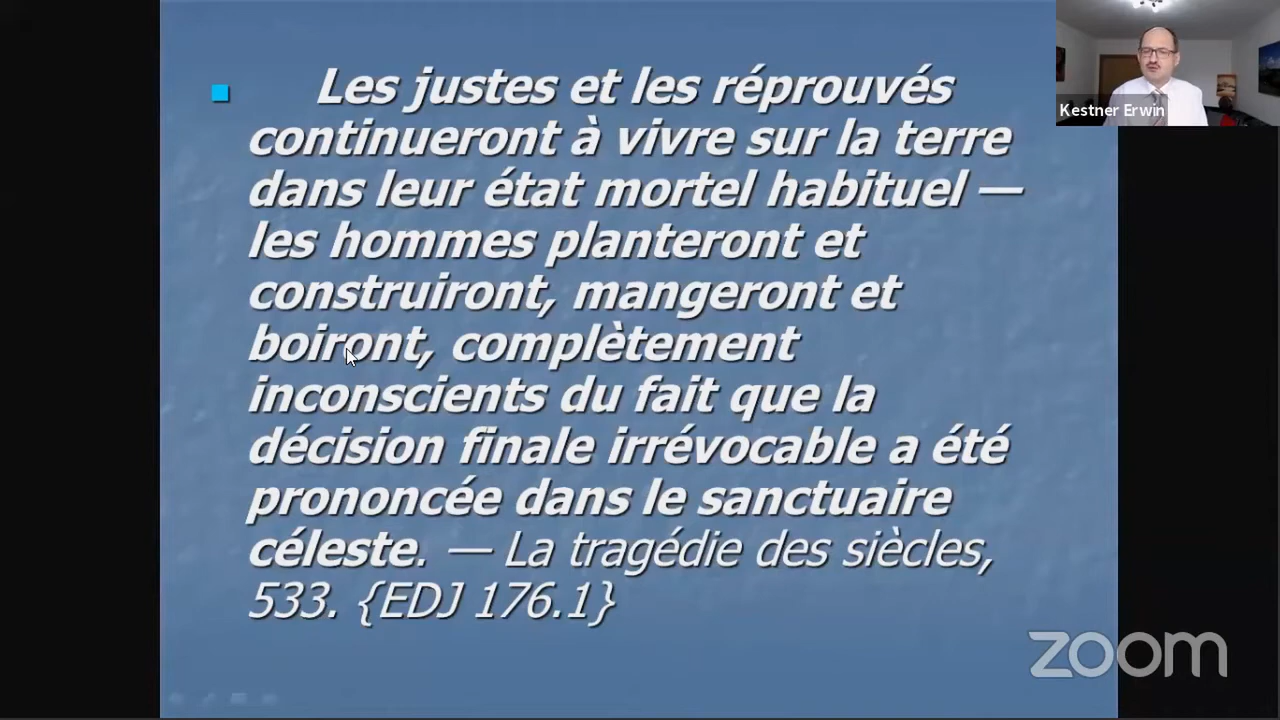 Les justes et les réprouvés
continueront à vivre sur la terre
dans leur état mortel habituel —
les hommes planteront et
construiront, mangeront et
boiront, complètement
inconscients du fait que la
décision finale irrévocable a été
prononcée dans le sanctuaire
céleste. — La tragédie des siècles,
533. {EDJ 176.1}
Kestner Erwin
zoom